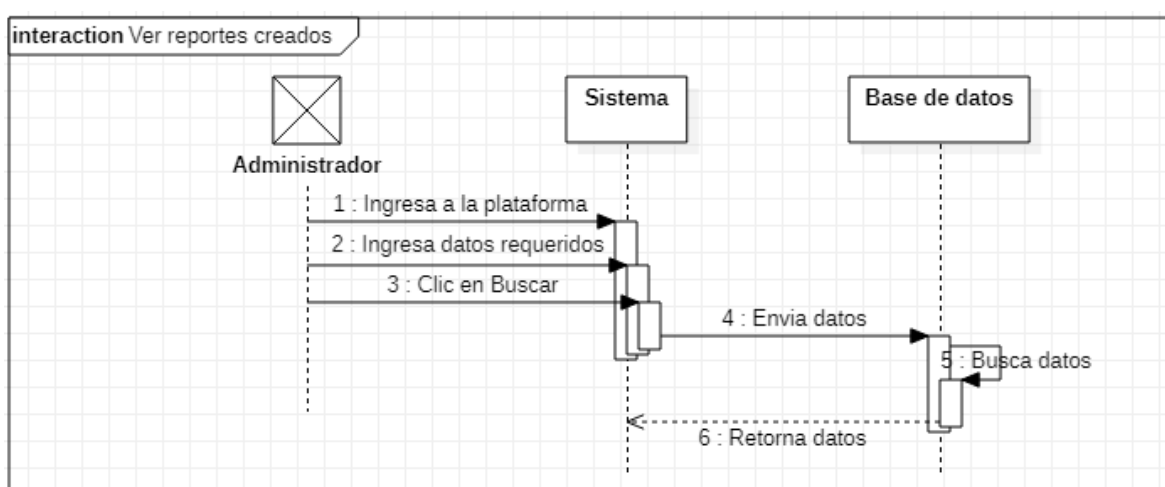 interaction Ver reportes creados
Sistema
Base de datos
Administrador
1 : Ingresa a la plataforma
2 : Ingresa datos requeridos
3 : Clic en Buscar
4 : Envia datos
5 : Busca datos
6 : Retorna datos